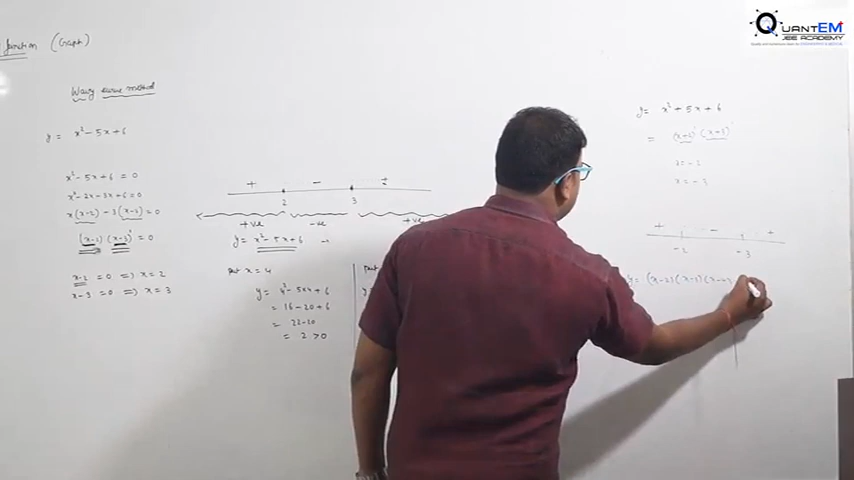 function (Graph)
Wavy curve method
y = x² - 5x + 6
x² - 5x + 6 = 0
x² - 2x - 3x + 6 = 0
x(x-2) - 3(x-2) = 0
(x-2) (x-3) = 0
x-2 = 0 => x = 2
x-3 = 0 => x = 3
+ - +
2 3
+ve -ve +ve
y = x² - 5x + 6
put x = 4
y = 4² - 5x4 + 6
= 16 - 20 + 6
= 22 - 20
= 2 > 0
QUANTEM
JEE ACADEMY
y = x² + 5x + 6
= (x+2) (x+3)
x = -2
x = -3
+ - +
-2 -3
y = (x-2)(x-3)(x-4)